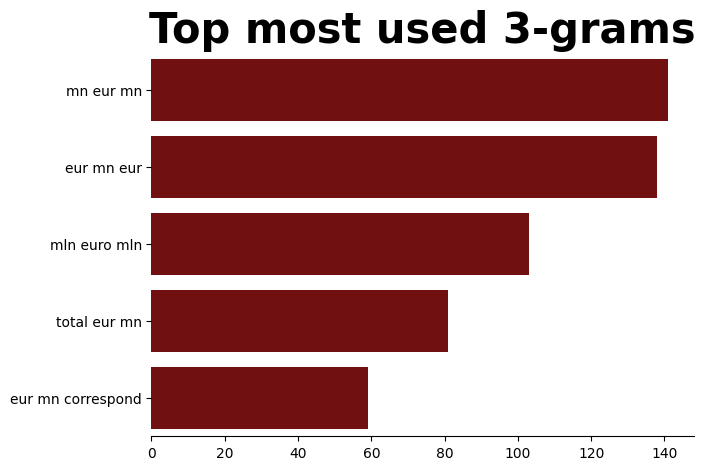 Top most used 3-grams
mn eur mn
eur mn eur
mln euro mln
total eur mn
eur mn correspond
0 20 40 60 80 100 120 140